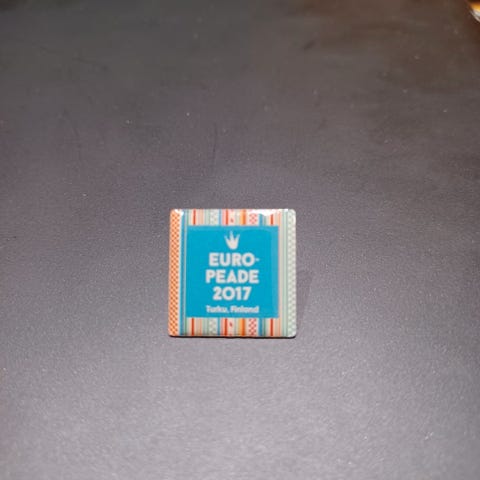 EURO-
PEADE
2017
Turku, Finland